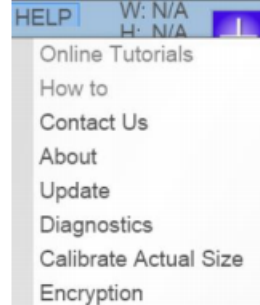 HELP
W: N/A
H: N/A
Online Tutorials
How to
Contact Us
About
Update
Diagnostics
Calibrate Actual Size
Encryption